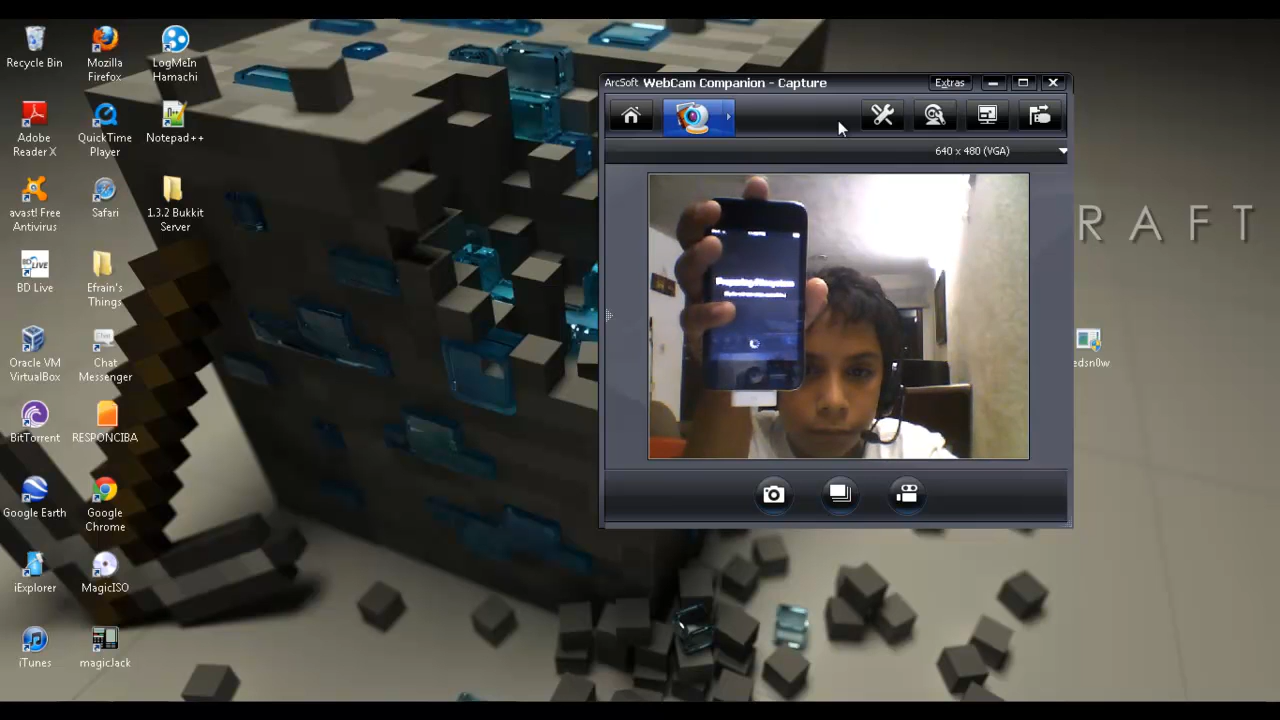 Recycle Bin
Mozilla
Firefox
LogMeIn
Hamachi
Adobe
Reader X
QuickTime
Player
Notepad++
avast! Free
Antivirus
Safari
1.3.2 Bukkit
Server
BD LIVE
BD Live
Efrain's
Things
Oracle VM
VirtualBox
Chat
Messenger
BitTorrent
RESPONCIBA
Google Earth
Google
Chrome
iExplorer
MagicISO
iTunes
magicJack
ArcSoft WebCam Companion - Capture
Extras
640 x 480 (VGA)
RAFT
edsn0w